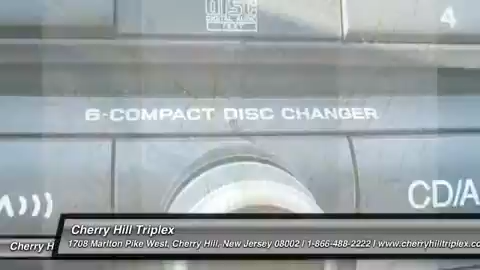 disc
DIGITAL AUDIO
TEXT
4
6-COMPACT DISC CHANGER
CD/A
Cherry Hill Triplex
Cherry H
1708 Marlton Pike West, Cherry Hill, New Jersey 08002 | 1-866-488-2222 | www.cherryhilltriplex.co